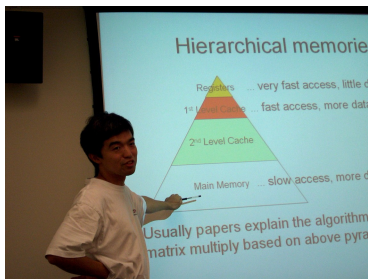 Hierarchical memorie
Registers ... very fast access, little d
1st Level Cache ... fast access, more data
2nd Level Cache
Main Memory ... slow access, more d
Usually papers explain the algorithm
matrix multiply based on above pyra